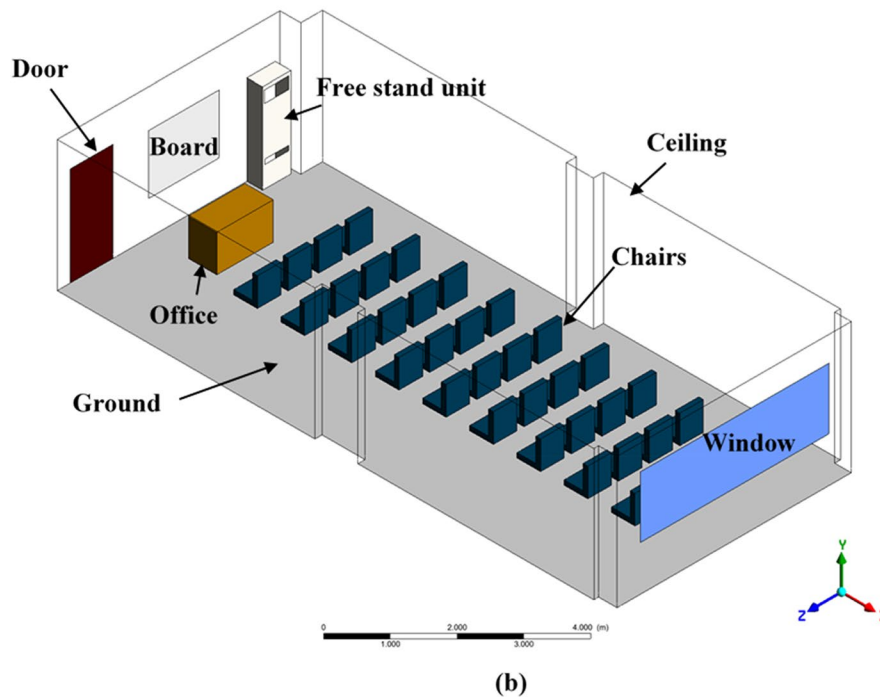 Door
Free stand unit
Board
Ceiling
Chairs
Office
Ground
Window
Y
Z
0
2.000
4.000 (m)
1.000
3.000
(b)